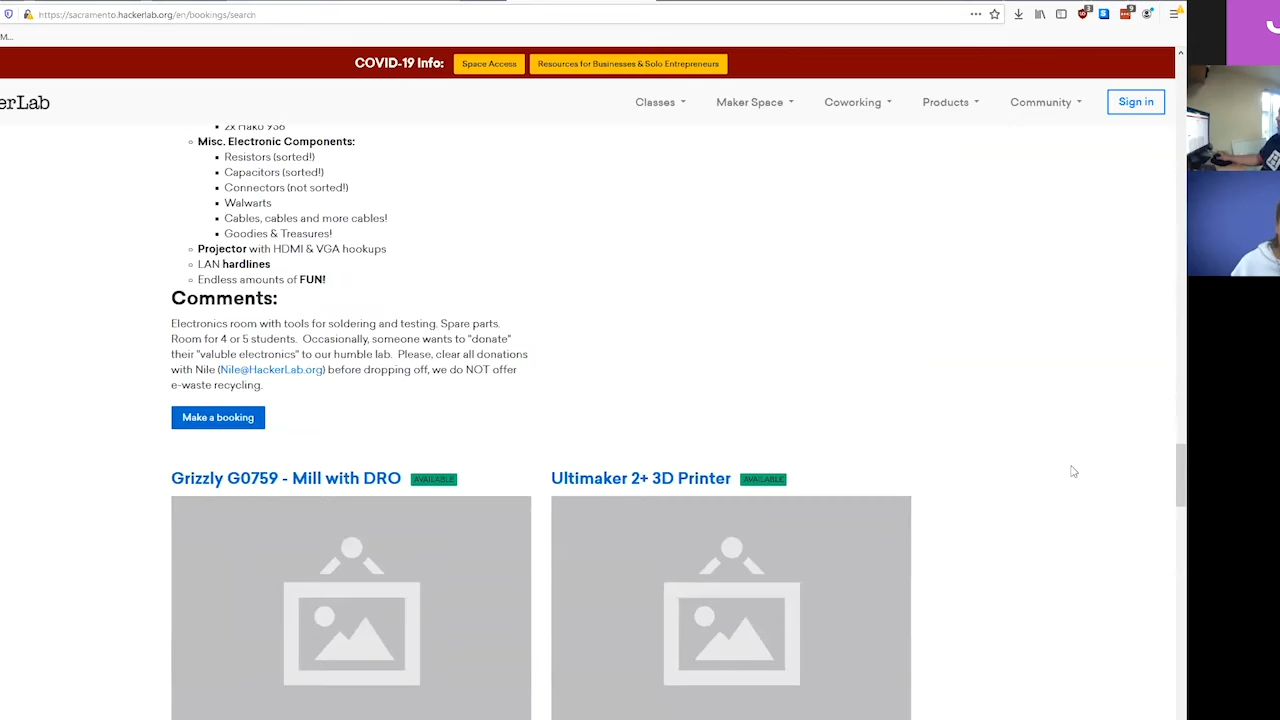 https://sacramento.hackerlab.org/en/bookings/search
M...
COVID-19 Info:
Space Access
Resources for Businesses & Solo Entrepreneurs
erLab
Classes
Maker Space
Coworking
Products
Community
Sign in
2x Hako 936
Misc. Electronic Components:
Resistors (sorted!)
Capacitors (sorted!)
Connectors (not sorted!)
Walwarts
Cables, cables and more cables!
Goodies & Treasures!
Projector with HDMI & VGA hookups
LAN hardlines
Endless amounts of FUN!
Comments:
Electronics room with tools for soldering and testing. Spare parts.
Room for 4 or 5 students. Occasionally, someone wants to "donate"
their "valuble electronics" to our humble lab. Please, clear all donations
with Nile (Nile@HackerLab.org) before dropping off, we do NOT offer
e-waste recycling.
Make a booking
Grizzly G0759 - Mill with DRO AVAILABLE
Ultimaker 2+ 3D Printer AVAILABLE